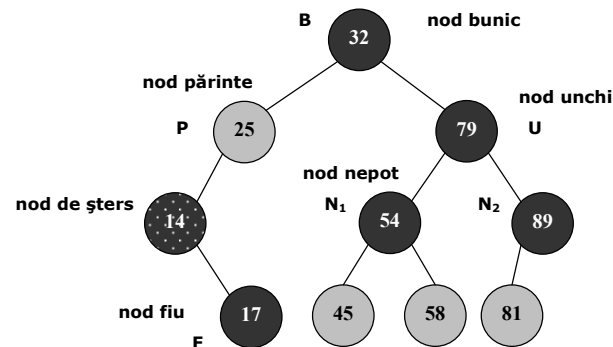 B
32
nod bunic
nod părinte
P
25
79
nod unchi
U
nod nepot
nod de şters
14
N1
54
N2
89
nod fiu
F
17
45
58
81